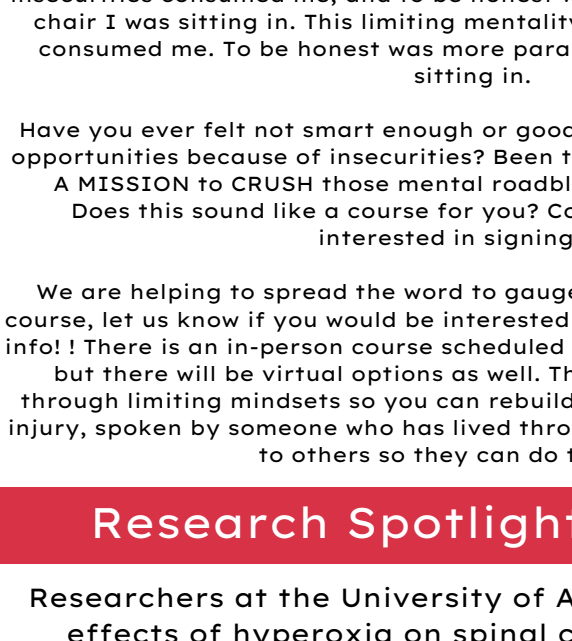 chair I was sitting in. This limiting mentality
consumed me. To be honest was more para
sitting in.
Have you ever felt not smart enough or good
opportunities because of insecurities? Been t
A MISSION to CRUSH those mental roadbl
Does this sound like a course for you? Co
interested in signing
We are helping to spread the word to gauge
course, let us know if you would be interested
info! ! There is an in-person course scheduled
but there will be virtual options as well. Th
through limiting mindsets so you can rebuild
injury, spoken by someone who has lived thro
to others so they can do t
Research Spotlight
Researchers at the University of A
effects of hyperoxia on spinal c